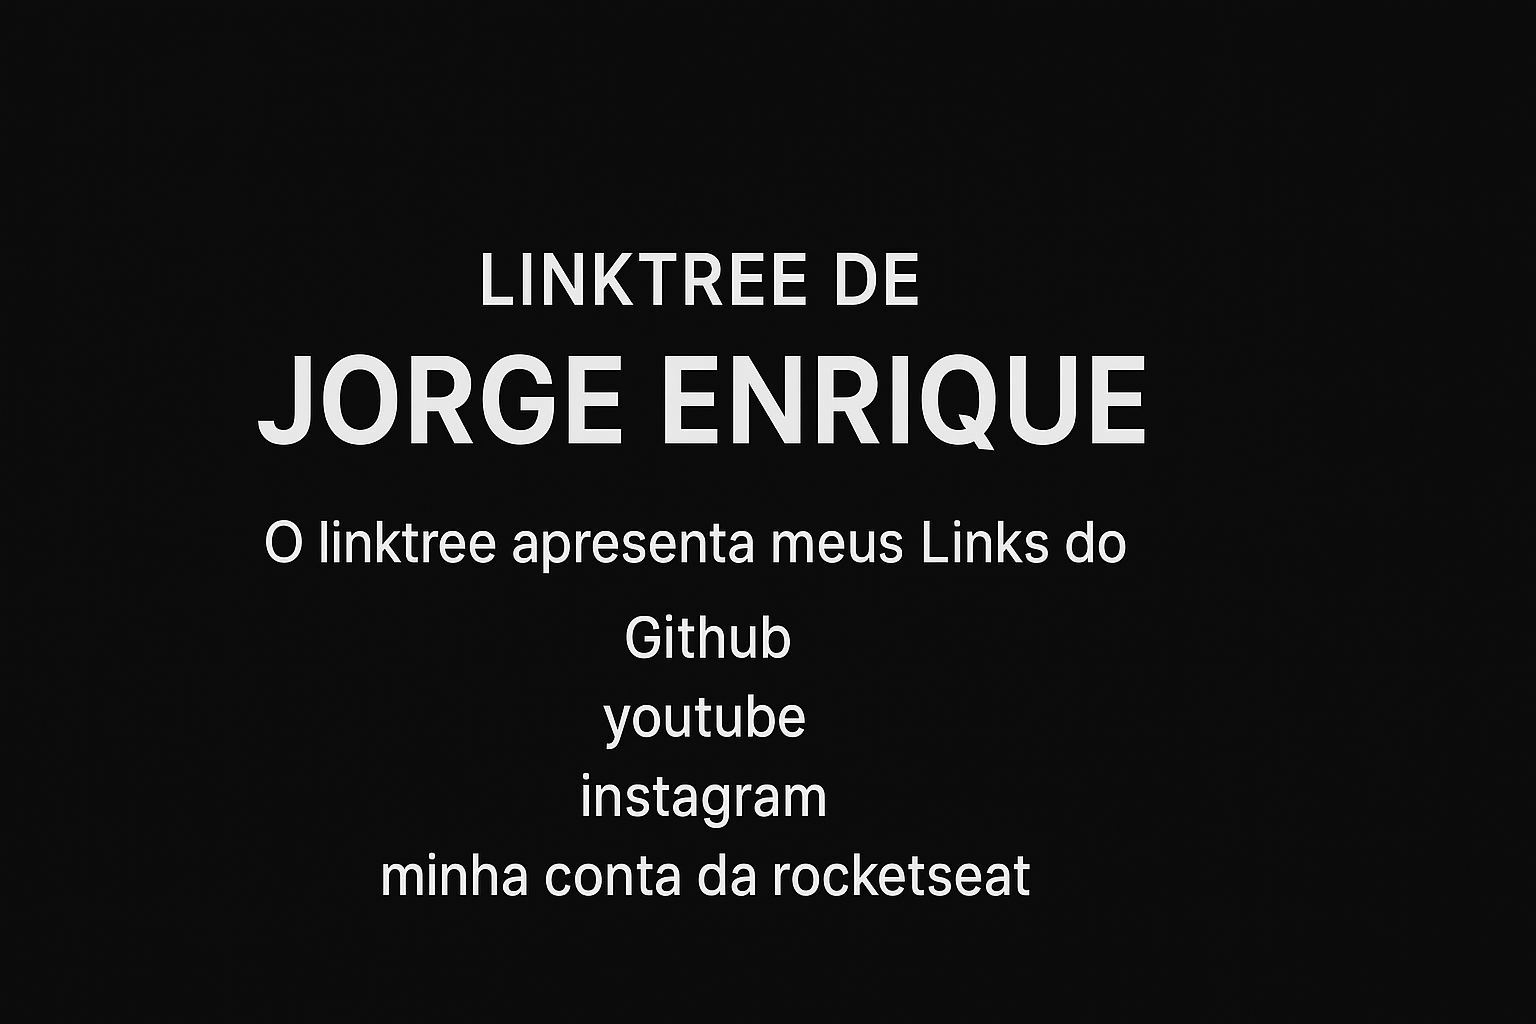 LINKTREE DE
JORGE ENRIQUE
O linktree apresenta meus Links do
Github
youtube
instagram
minha conta da rocketseat